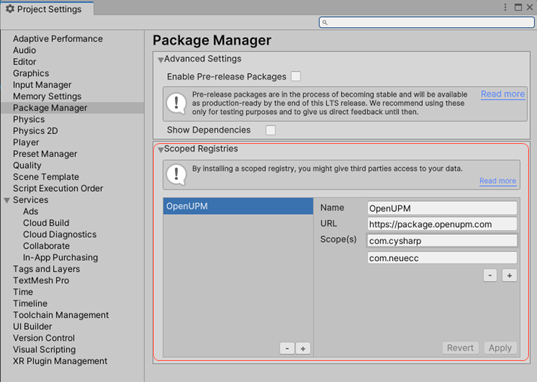 Project Settings
Adaptive Performance
Audio
Editor
Graphics
Input Manager
Memory Settings
Package Manager
Physics
Physics 2D
Player
Preset Manager
Quality
Scene Template
Script Execution Order
Services
Ads
Cloud Build
Cloud Diagnostics
Collaborate
In-App Purchasing
Tags and Layers
TextMesh Pro
Time
Timeline
Toolchain Management
UI Builder
Version Control
Visual Scripting
XR Plugin Management
Package Manager
Advanced Settings
Enable Pre-release Packages
Pre-release packages are in the process of becoming stable and will be available
as production-ready by the end of this LTS release. We recommend using these
only for testing purposes and to give us direct feedback until then.
Read more
Show Dependencies
Scoped Registries
By installing a scoped registry, you might give third parties access to your data.
Read more
OpenUPM
Name OpenUPM
URL https://package.openupm.com
Scope(s) com.cysharp
com.neuecc
- +
- +
Revert Apply